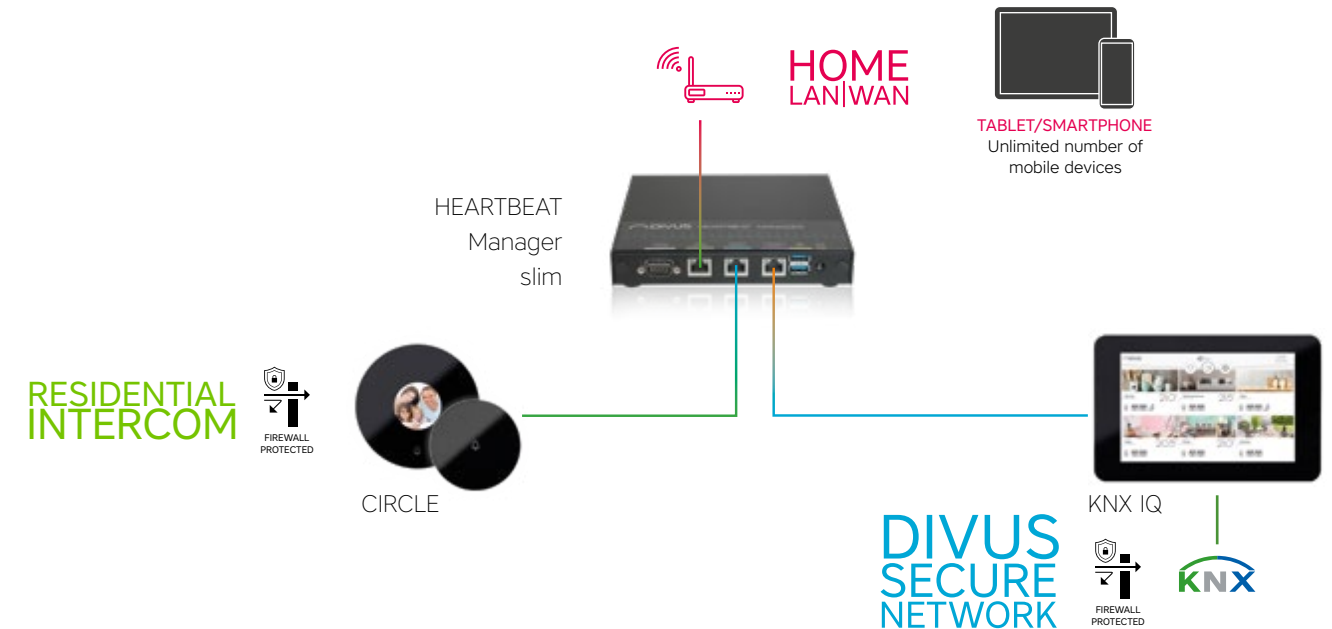 HOME
LAN|WAN
TABLET/SMARTPHONE
Unlimited number of
mobile devices
HEARTBEAT
Manager
slim
DIVUS
RESIDENTIAL
INTERCOM
FIREWALL
PROTECTED
CIRCLE
KNX IQ
DIVUS
SECURE
NETWORK
FIREWALL
PROTECTED
KNX